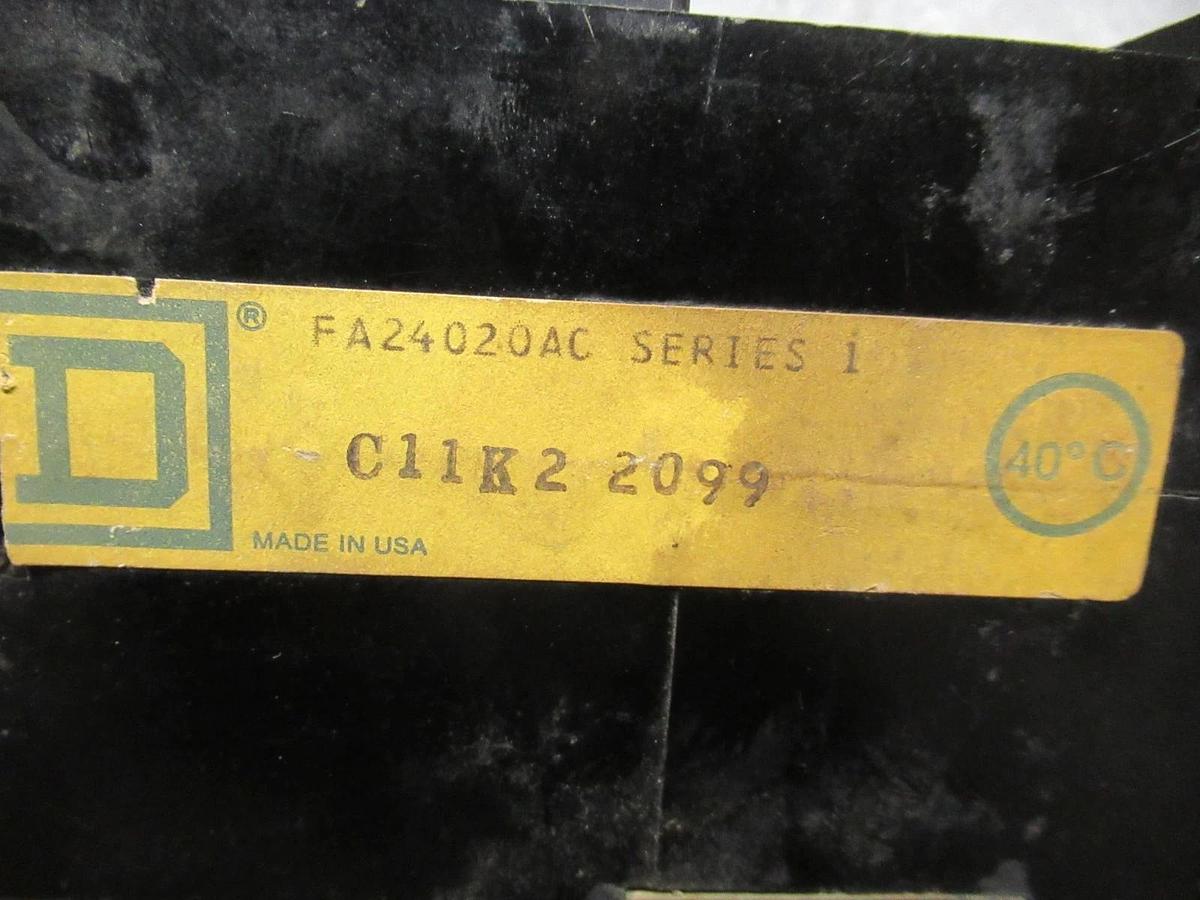 D ® FA24020AC SERIES 1
C11K2 2099
40°C
MADE IN USA